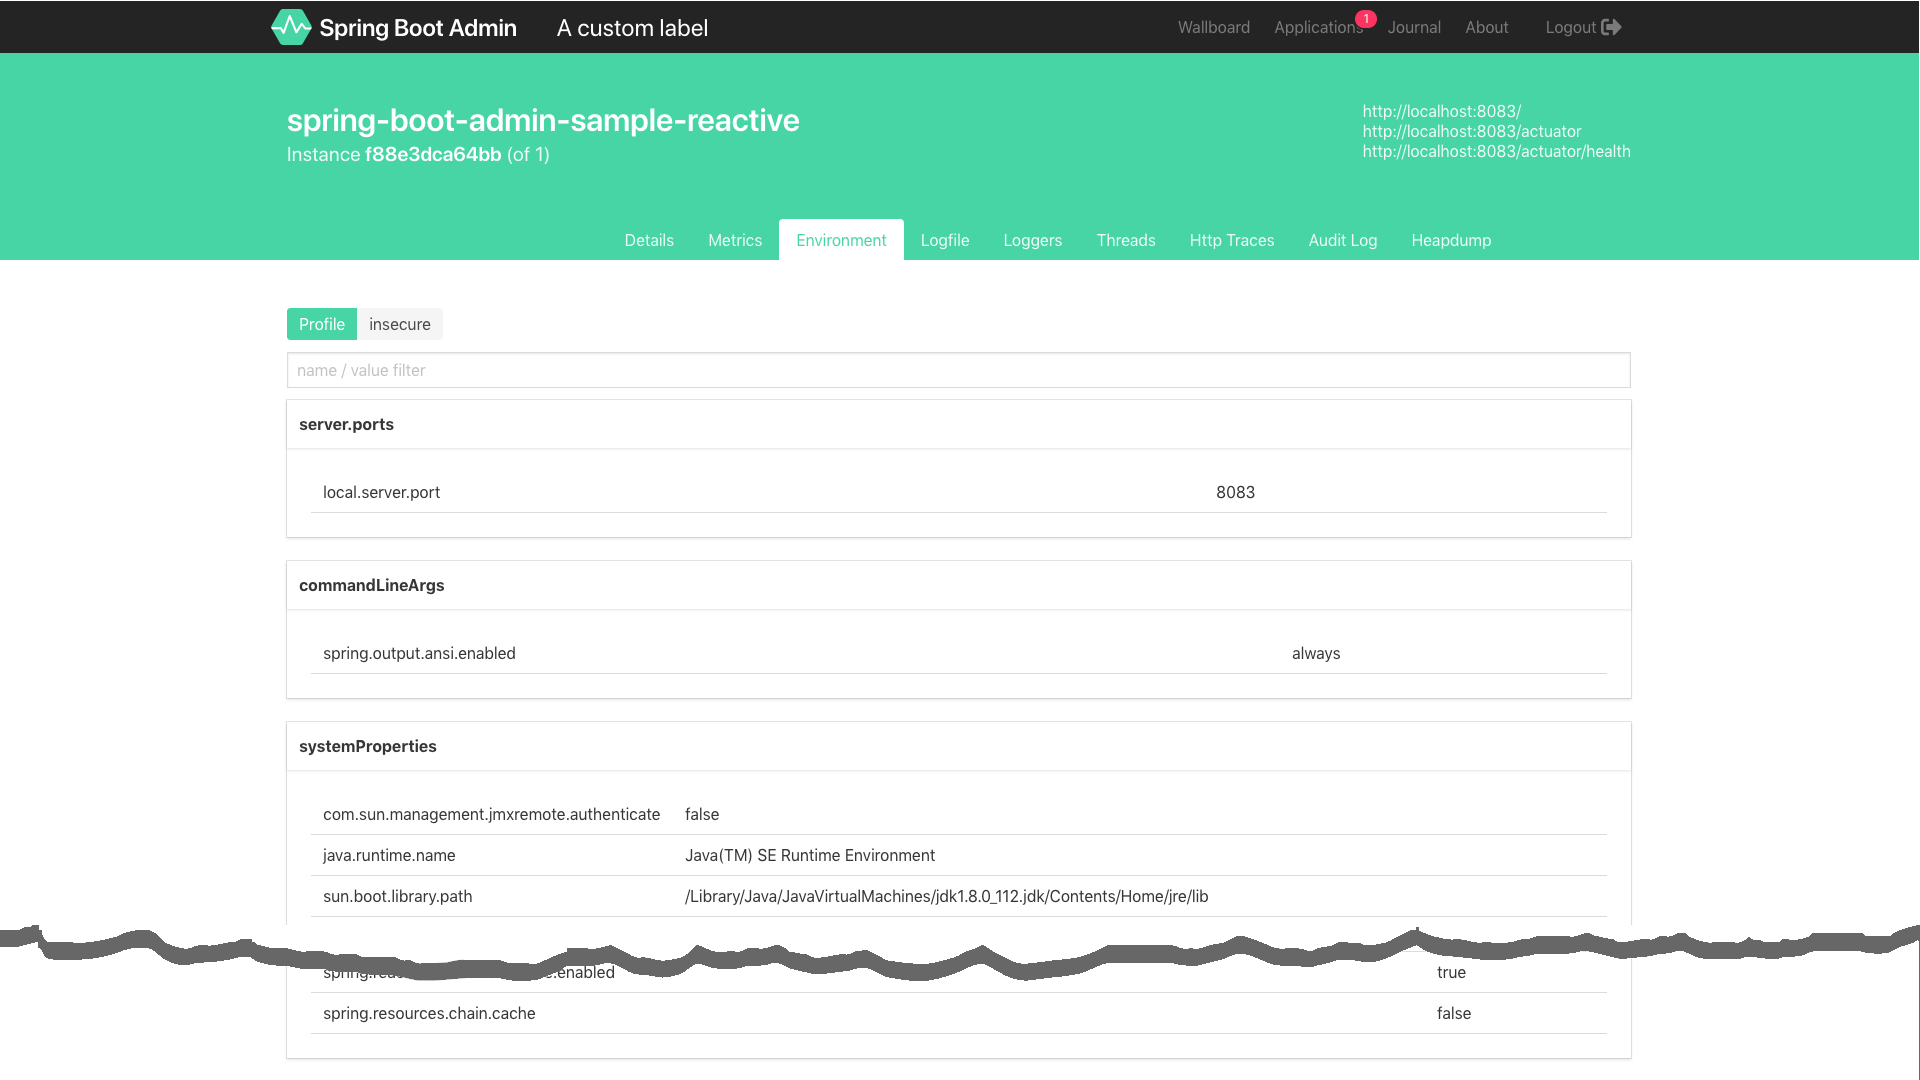 Spring Boot Admin A custom label Wallboard Applications 1 Journal About Logout
spring-boot-admin-sample-reactive
Instance f88e3dca64bb (of 1)
http://localhost:8083/
http://localhost:8083/actuator
http://localhost:8083/actuator/health
Details Metrics Environment Logfile Loggers Threads Http Traces Audit Log Heapdump
Profile insecure
name / value filter
server.ports
local.server.port 8083
commandLineArgs
spring.output.ansi.enabled always
systemProperties
com.sun.management.jmxremote.authenticate false
java.runtime.name Java(TM) SE Runtime Environment
sun.boot.library.path /Library/Java/JavaVirtualMachines/jdk1.8.0_112.jdk/Contents/Home/jre/lib
.enabled true
spring.resources.chain.cache false